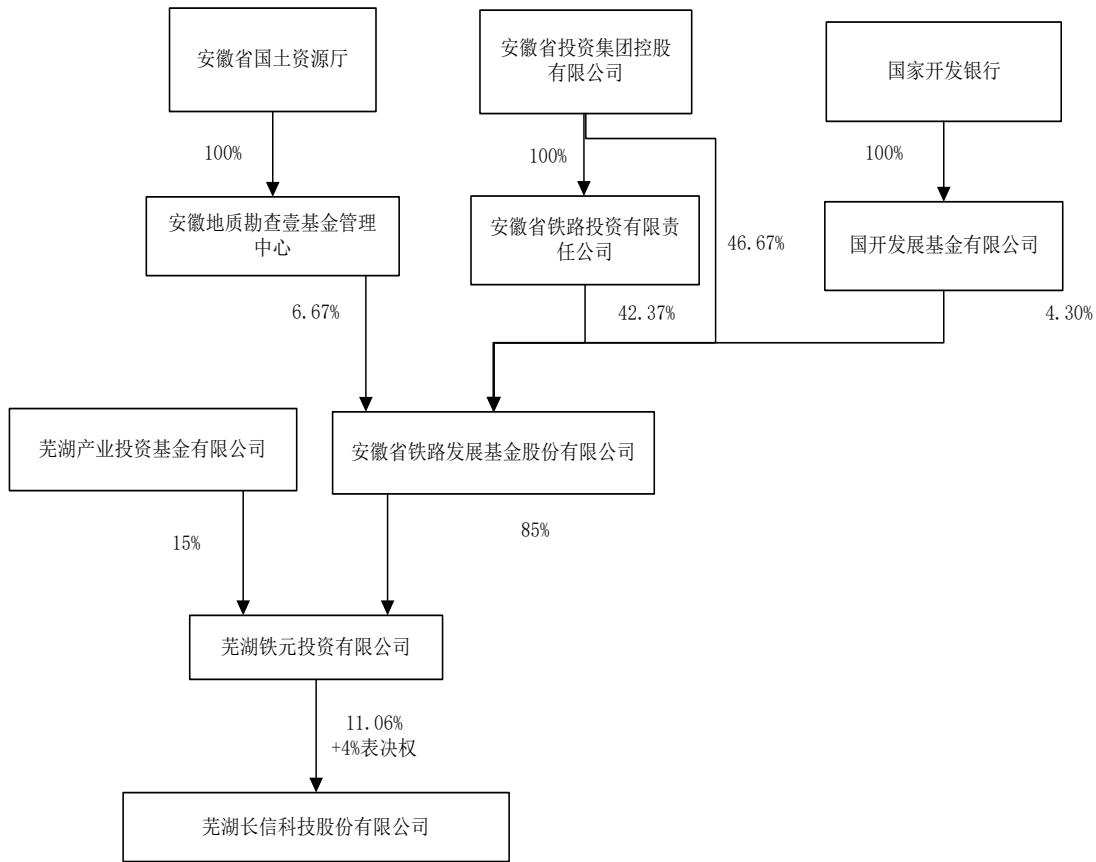 安徽省国土资源厅
安徽省投资集团控股
有限公司
国家开发银行
100%
100%
100%
安徽地质勘查壹基金管理
中心
安徽省铁路投资有限责
任公司
46.67%
国开发展基金有限公司
6.67%
42.37%
4.30%
芜湖产业投资基金有限公司
安徽省铁路发展基金股份有限公司
15%
85%
芜湖铁元投资有限公司
11.06%
+4%表决权
芜湖长信科技股份有限公司